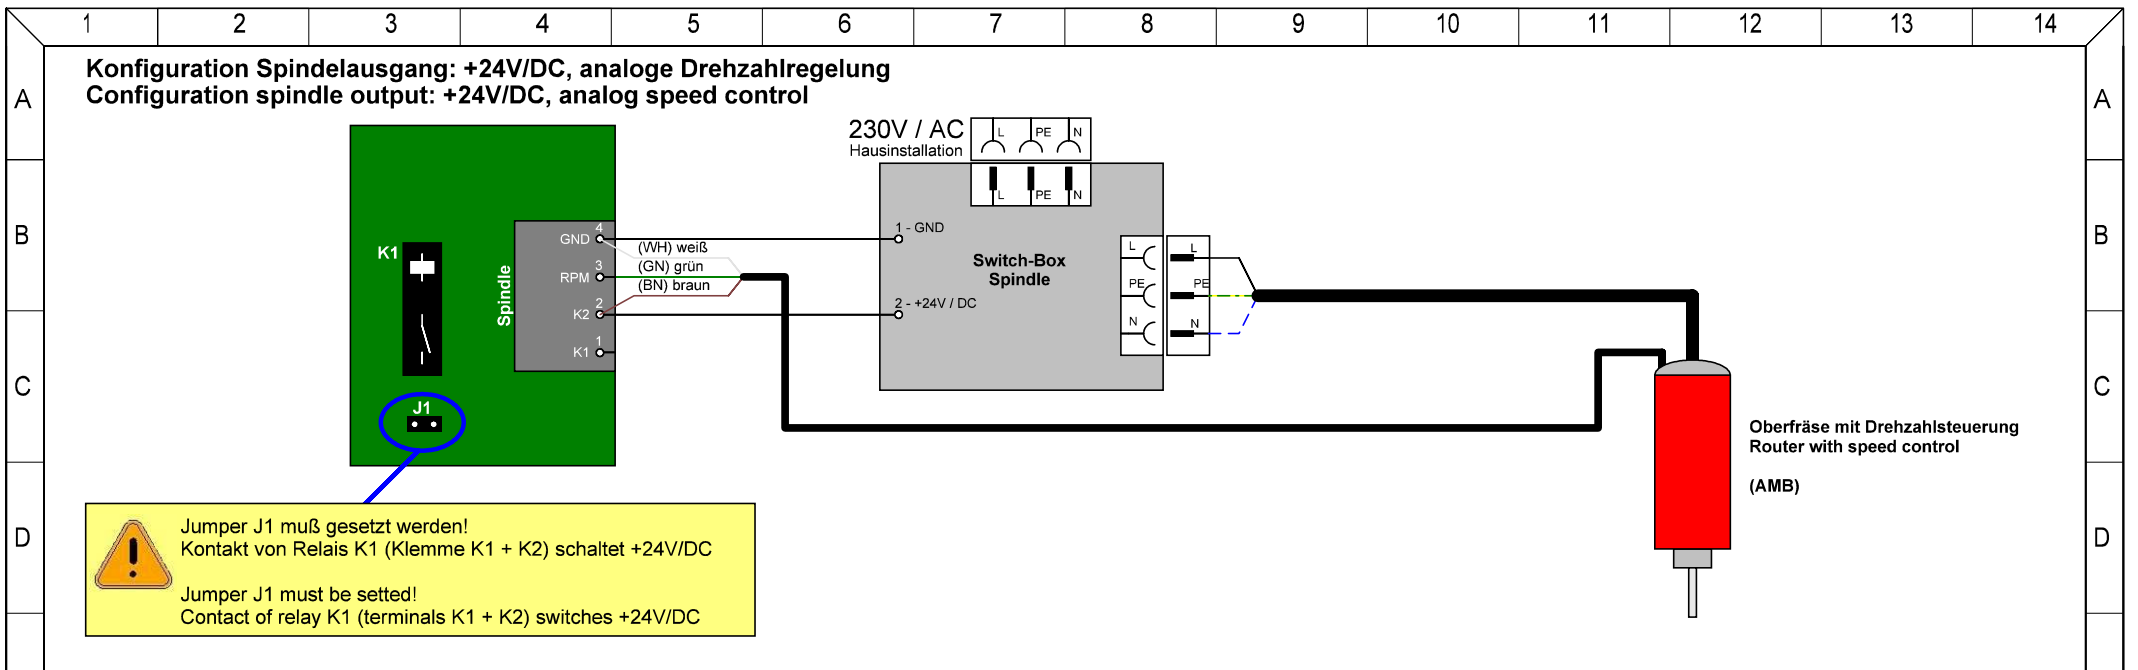 1 2 3 4 5 6 7 8 9 10 11 12 13 14
Konfiguration Spindelausgang: +24V/DC, analoge Drehzahlregelung
Configuration spindle output: +24V/DC, analog speed control
A
A
230V / AC
Hausinstallation
L PE N
L PE N
B
B
K1
Spindle
4
GND
3
RPM
2
K2
1
K1
(WH) weiß
(GN) grün
(BN) braun
1 - GND
2 - +24V / DC
Switch-Box
Spindle
L
PE
N
L
PE
N
C
C
J1
Oberfräse mit Drehzahlsteuerung
Router with speed control
(AMB)
D
D
Jumper J1 muß gesetzt werden!
Kontakt von Relais K1 (Klemme K1 + K2) schaltet +24V/DC
Jumper J1 must be setted!
Contact of relay K1 (terminals K1 + K2) switches +24V/DC